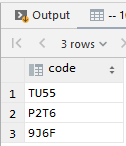 Output
-- 1
3 rows
code
1 TU55
2 P2T6
3 9J6F